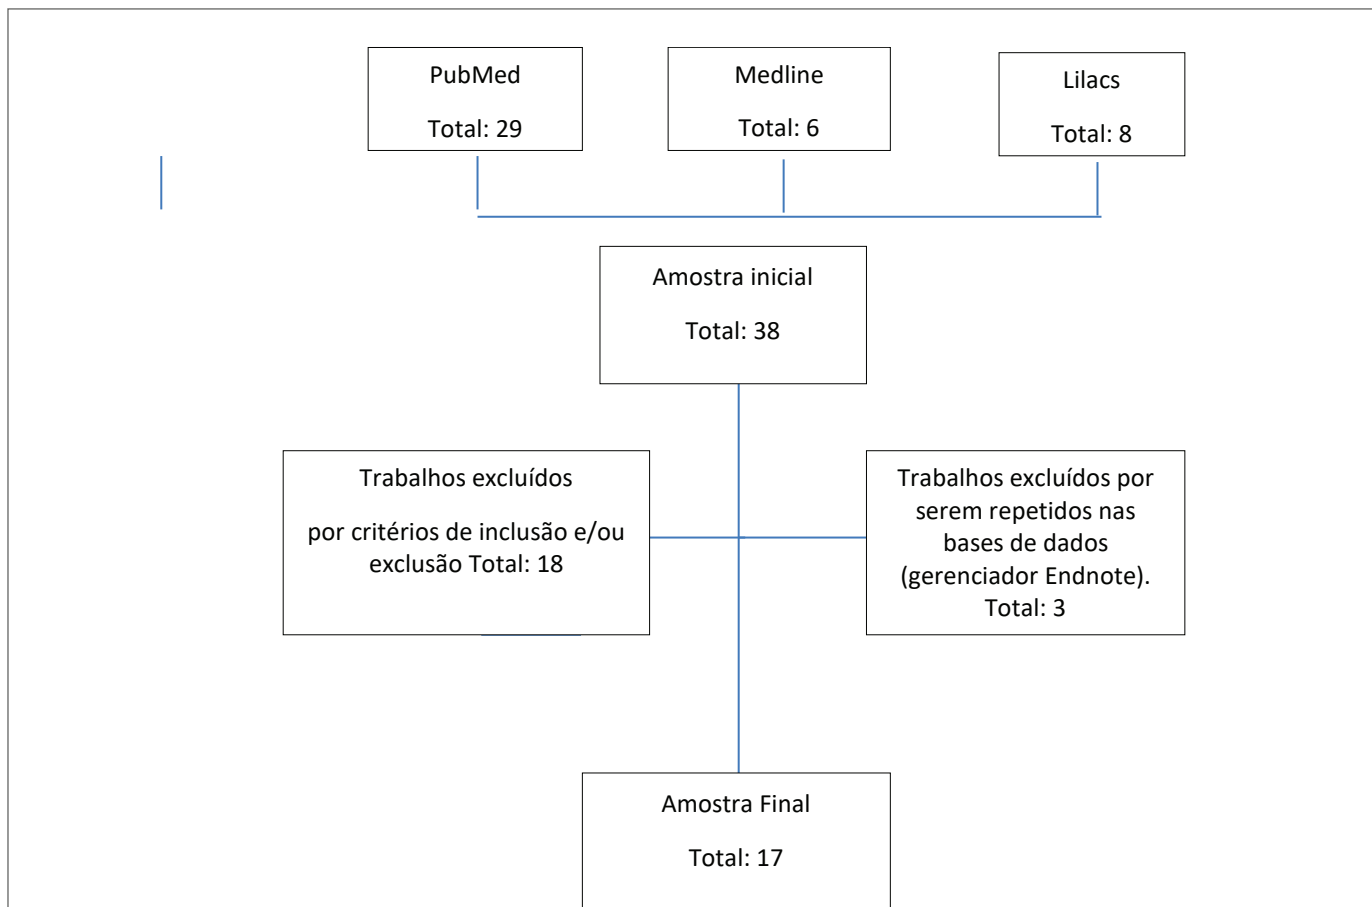 PubMed
Total: 29
Medline
Total: 6
Lilacs
Total: 8
Amostra inicial
Total: 38
Trabalhos excluídos
por critérios de inclusão e/ou
exclusão Total: 18
Trabalhos excluídos por
serem repetidos nas
bases de dados
(gerenciador Endnote).
Total: 3
Amostra Final
Total: 17